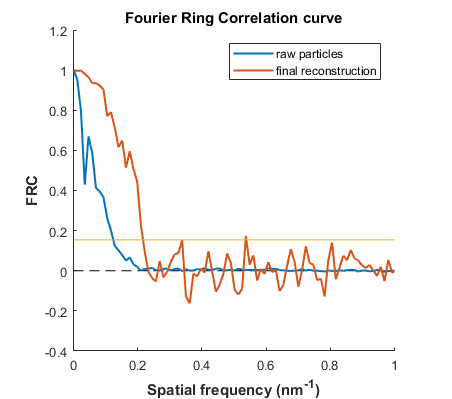 Fourier Ring Correlation curve
raw particles
final reconstruction
FRC
1.2
1
0.8
0.6
0.4
0.2
0
-0.2
-0.4
0 0.2 0.4 0.6 0.8 1
Spatial frequency (nm⁻¹)